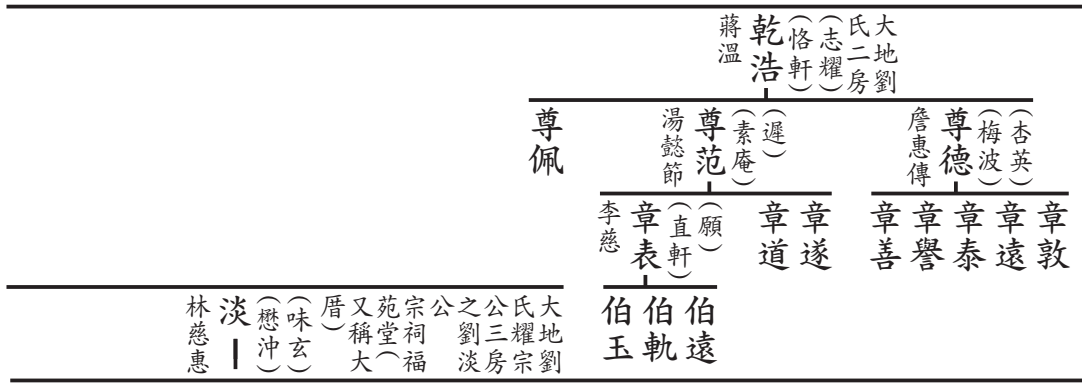 大地劉
氏二房
（志耀）
（恪軒）
乾浩
蔣溫
（杏英）
（梅波）
尊德
詹惠傳
（遲）
（素庵）
尊范
湯懿節
尊佩
章敦
章遠
章泰
章譽
章善
章遂
章道
（願）
（直軒）
章表
李慈
伯遠
伯軌
伯玉
大地劉
氏耀宗
公三房
之劉淡
公
宗祠福
苑堂（
又稱大
厝）
（味玄）
（懋沖）
淡
林慈惠